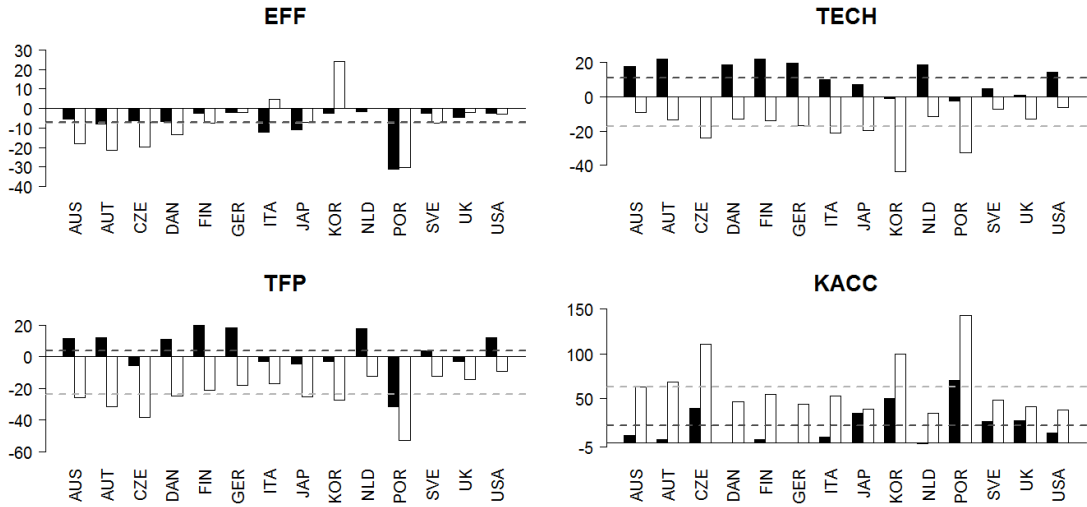 EFF
30
20
10
0
-10
-20
-30
-40
AUS AUT CZE DAN FIN GER ITA JAP KOR NLD POR SVE UK USA
TECH
20
0
-20
-40
AUS AUT CZE DAN FIN GER ITA JAP KOR NLD POR SVE UK USA
TFP
20
0
-20
-40
-60
AUS AUT CZE DAN FIN GER ITA JAP KOR NLD POR SVE UK USA
KACC
150
100
50
-5
AUS AUT CZE DAN FIN GER ITA JAP KOR NLD POR SVE UK USA